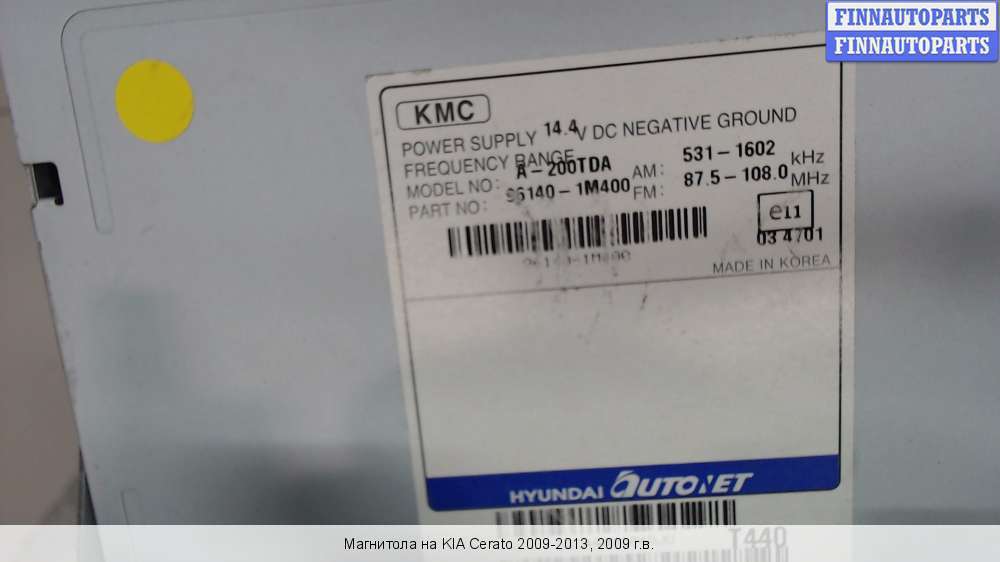 FINNAUTOPARTS
FINNAUTOPARTS
KMC
POWER SUPPLY 14.4V DC NEGATIVE GROUND
FREQUENCY RANGE
AM: 531-1602 kHz
MODEL NO: A-200TDA
FM: 87.5-108.0 MHz
PART NO: 96140-1M400
e11
03 4701
MADE IN KOREA
HYUNDAI AUTONET
T440
Магнитола на KIA Cerato 2009-2013, 2009 г.в.